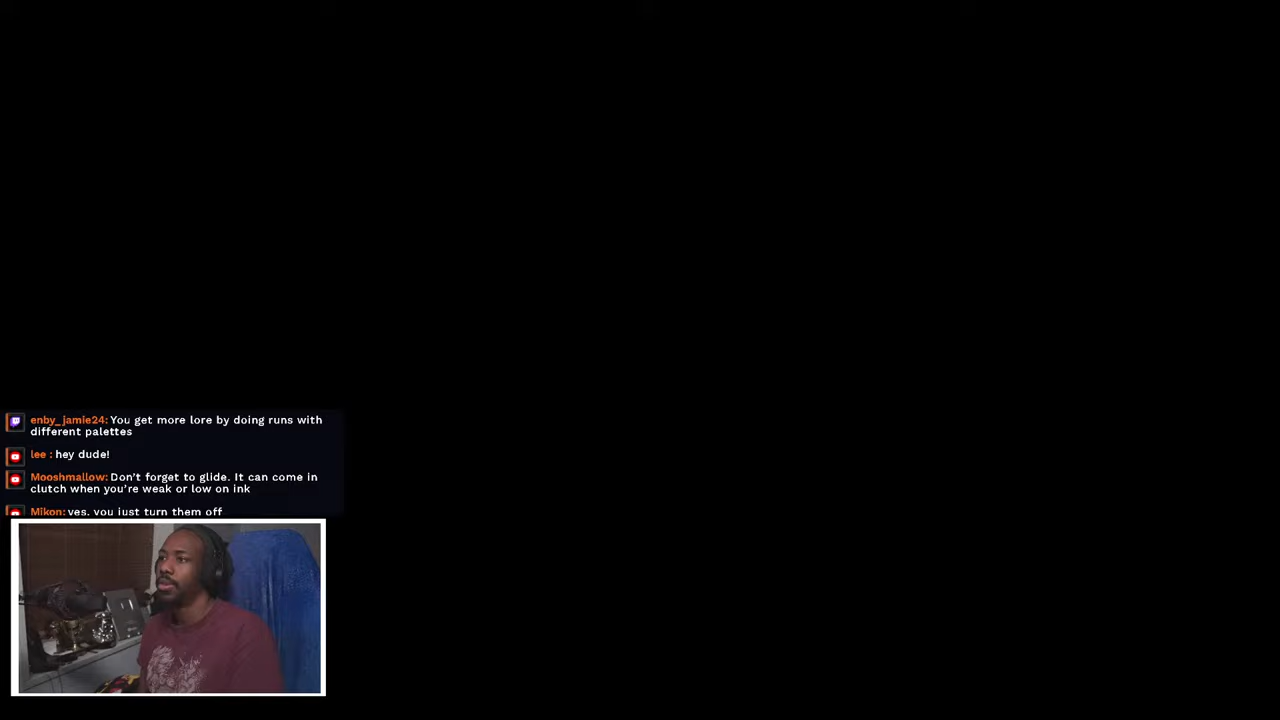 enby_jamie24: You get more lore by doing runs with
different palettes
lee : hey dude!
Mooshmallow: Don't forget to glide. It can come in
clutch when you're weak or low on ink
Mikon: yes. you just turn them off